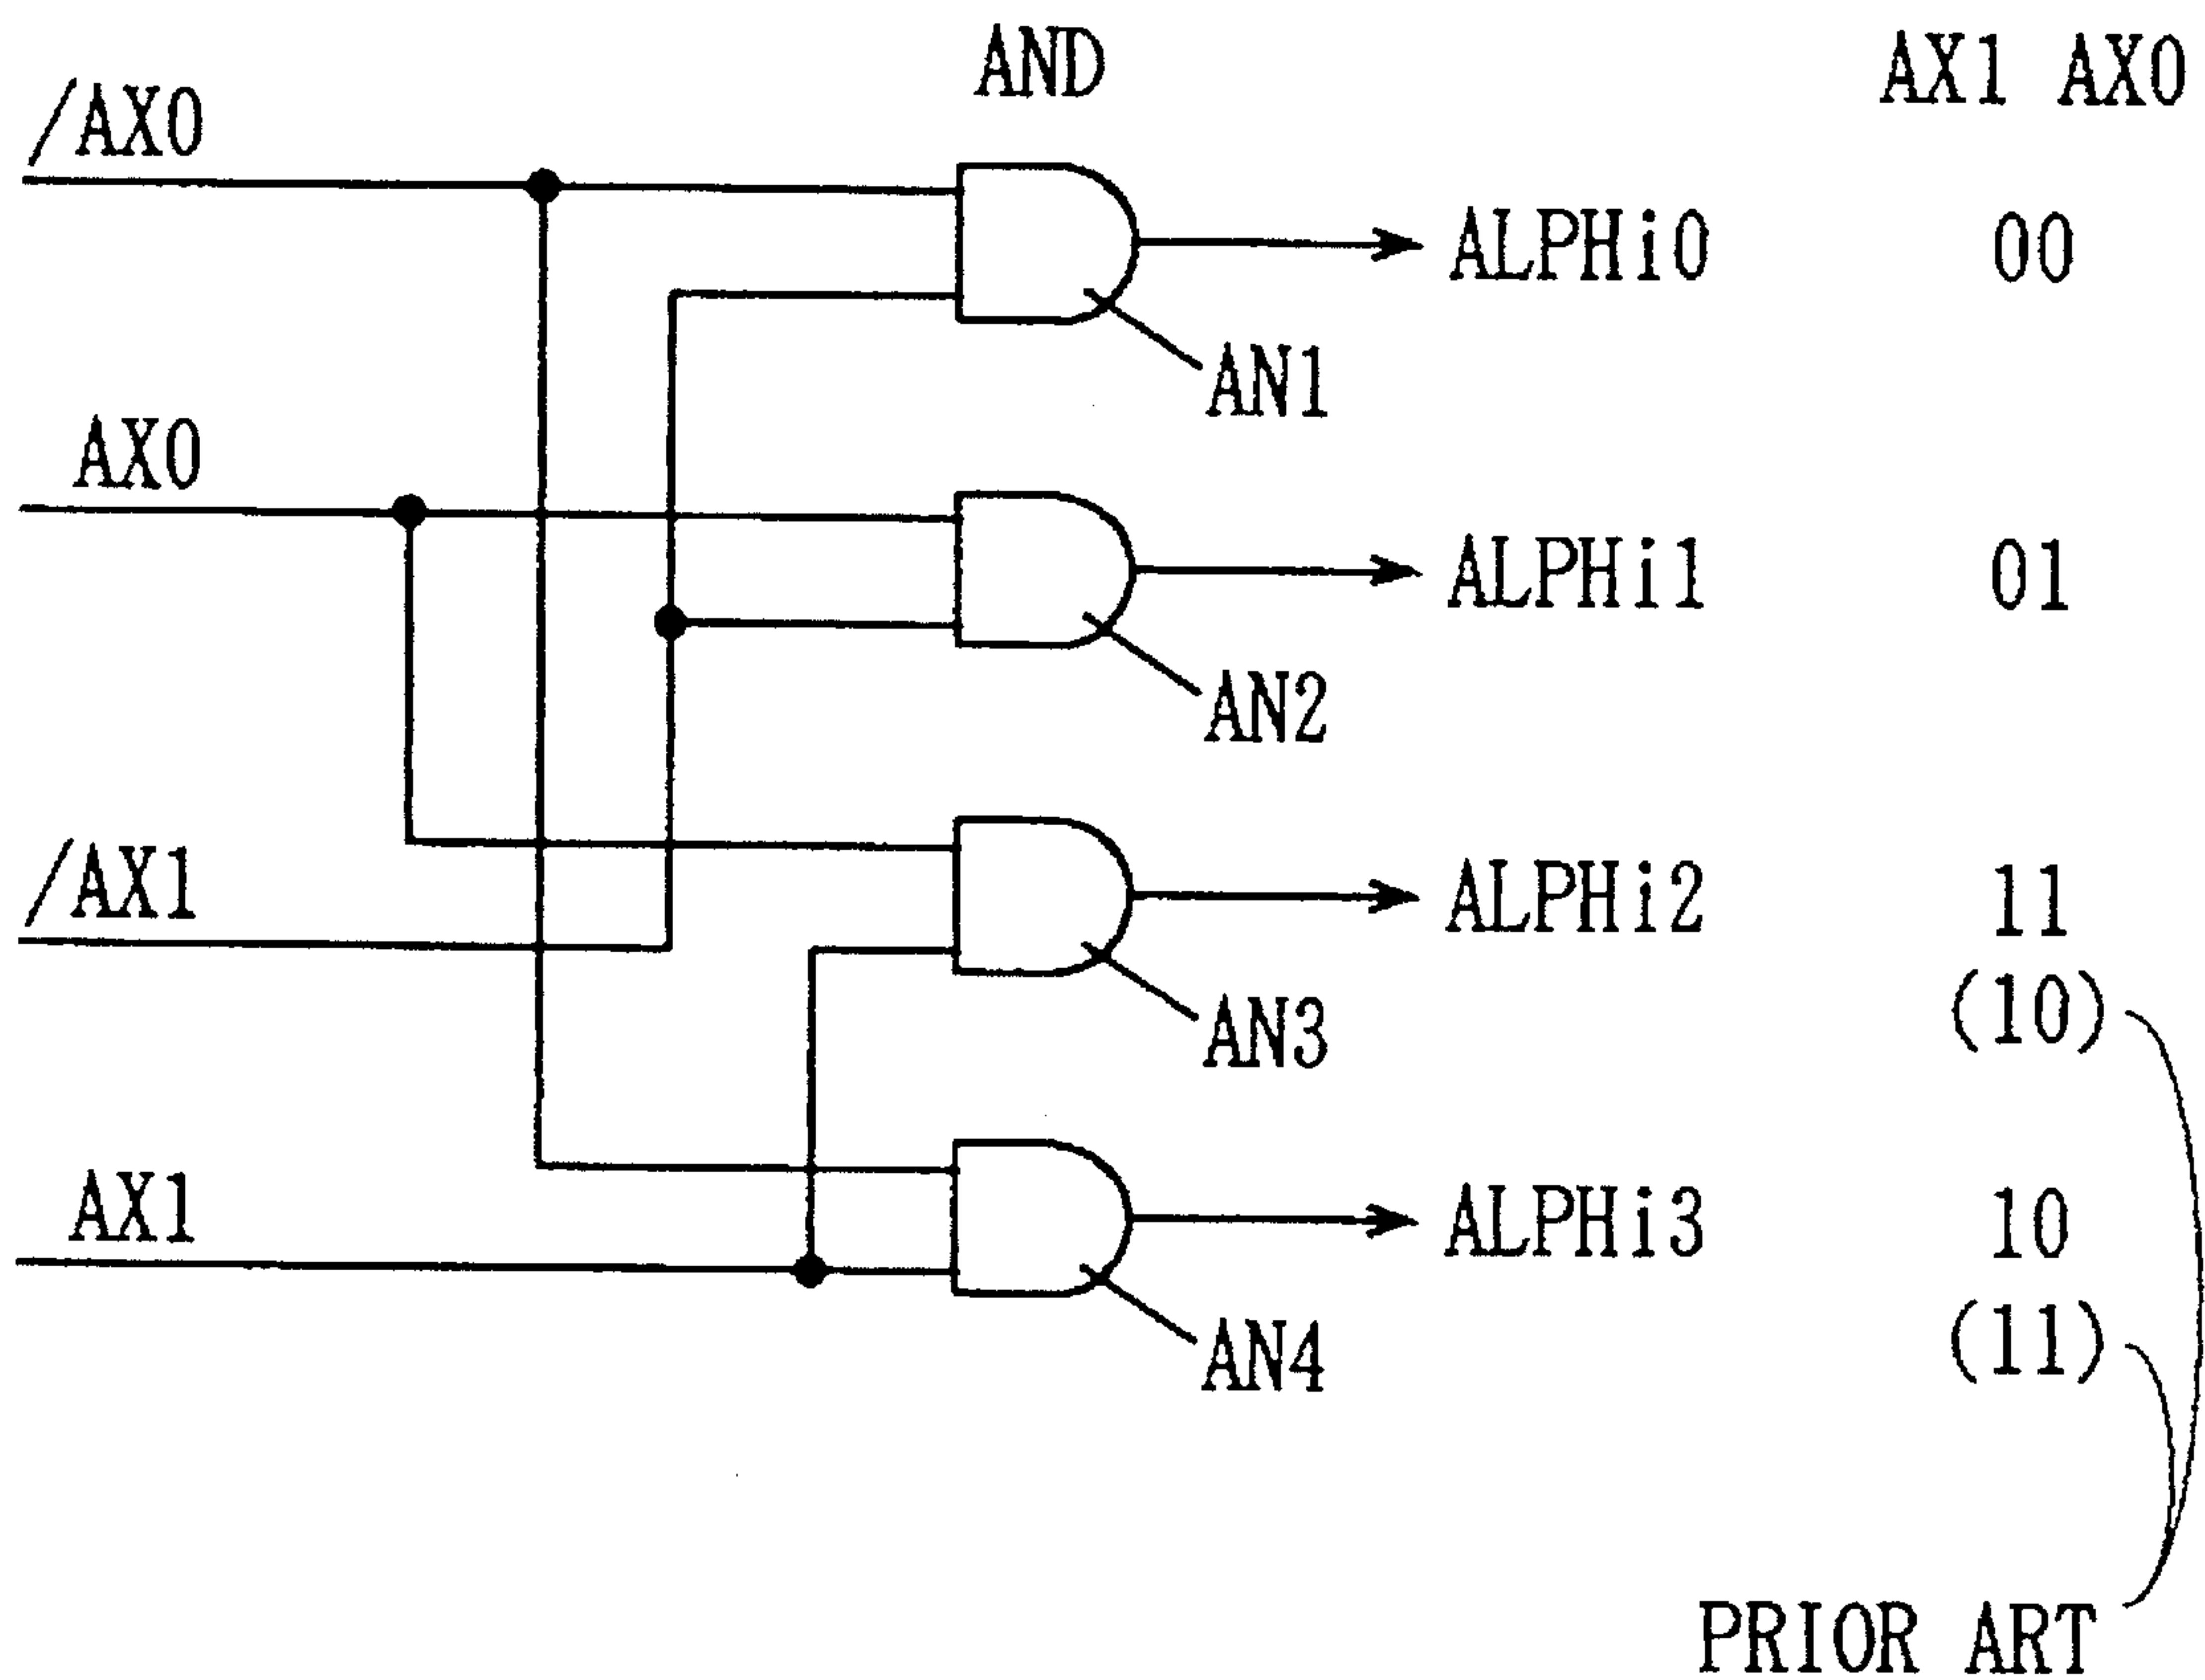 AND
AX1 AX0
/AX0
ALPHi0
00
AN1
AX0
ALPHi1
01
AN2
/AX1
ALPHi2
11
(10)
AN3
AX1
ALPHi3
10
(11)
AN4
PRIOR ART